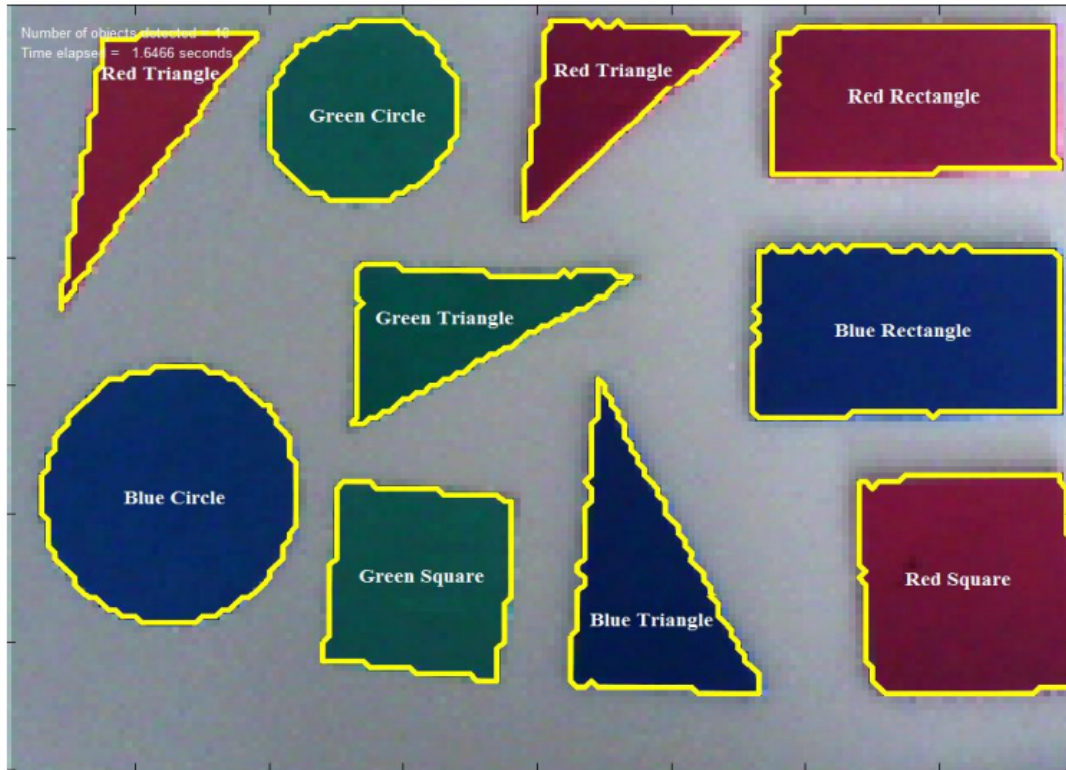 Number of objects detected = 10
Time elapsed = 1.6466 seconds
Red Triangle
Green Circle
Red Triangle
Red Rectangle
Green Triangle
Blue Rectangle
Blue Circle
Green Square
Blue Triangle
Red Square